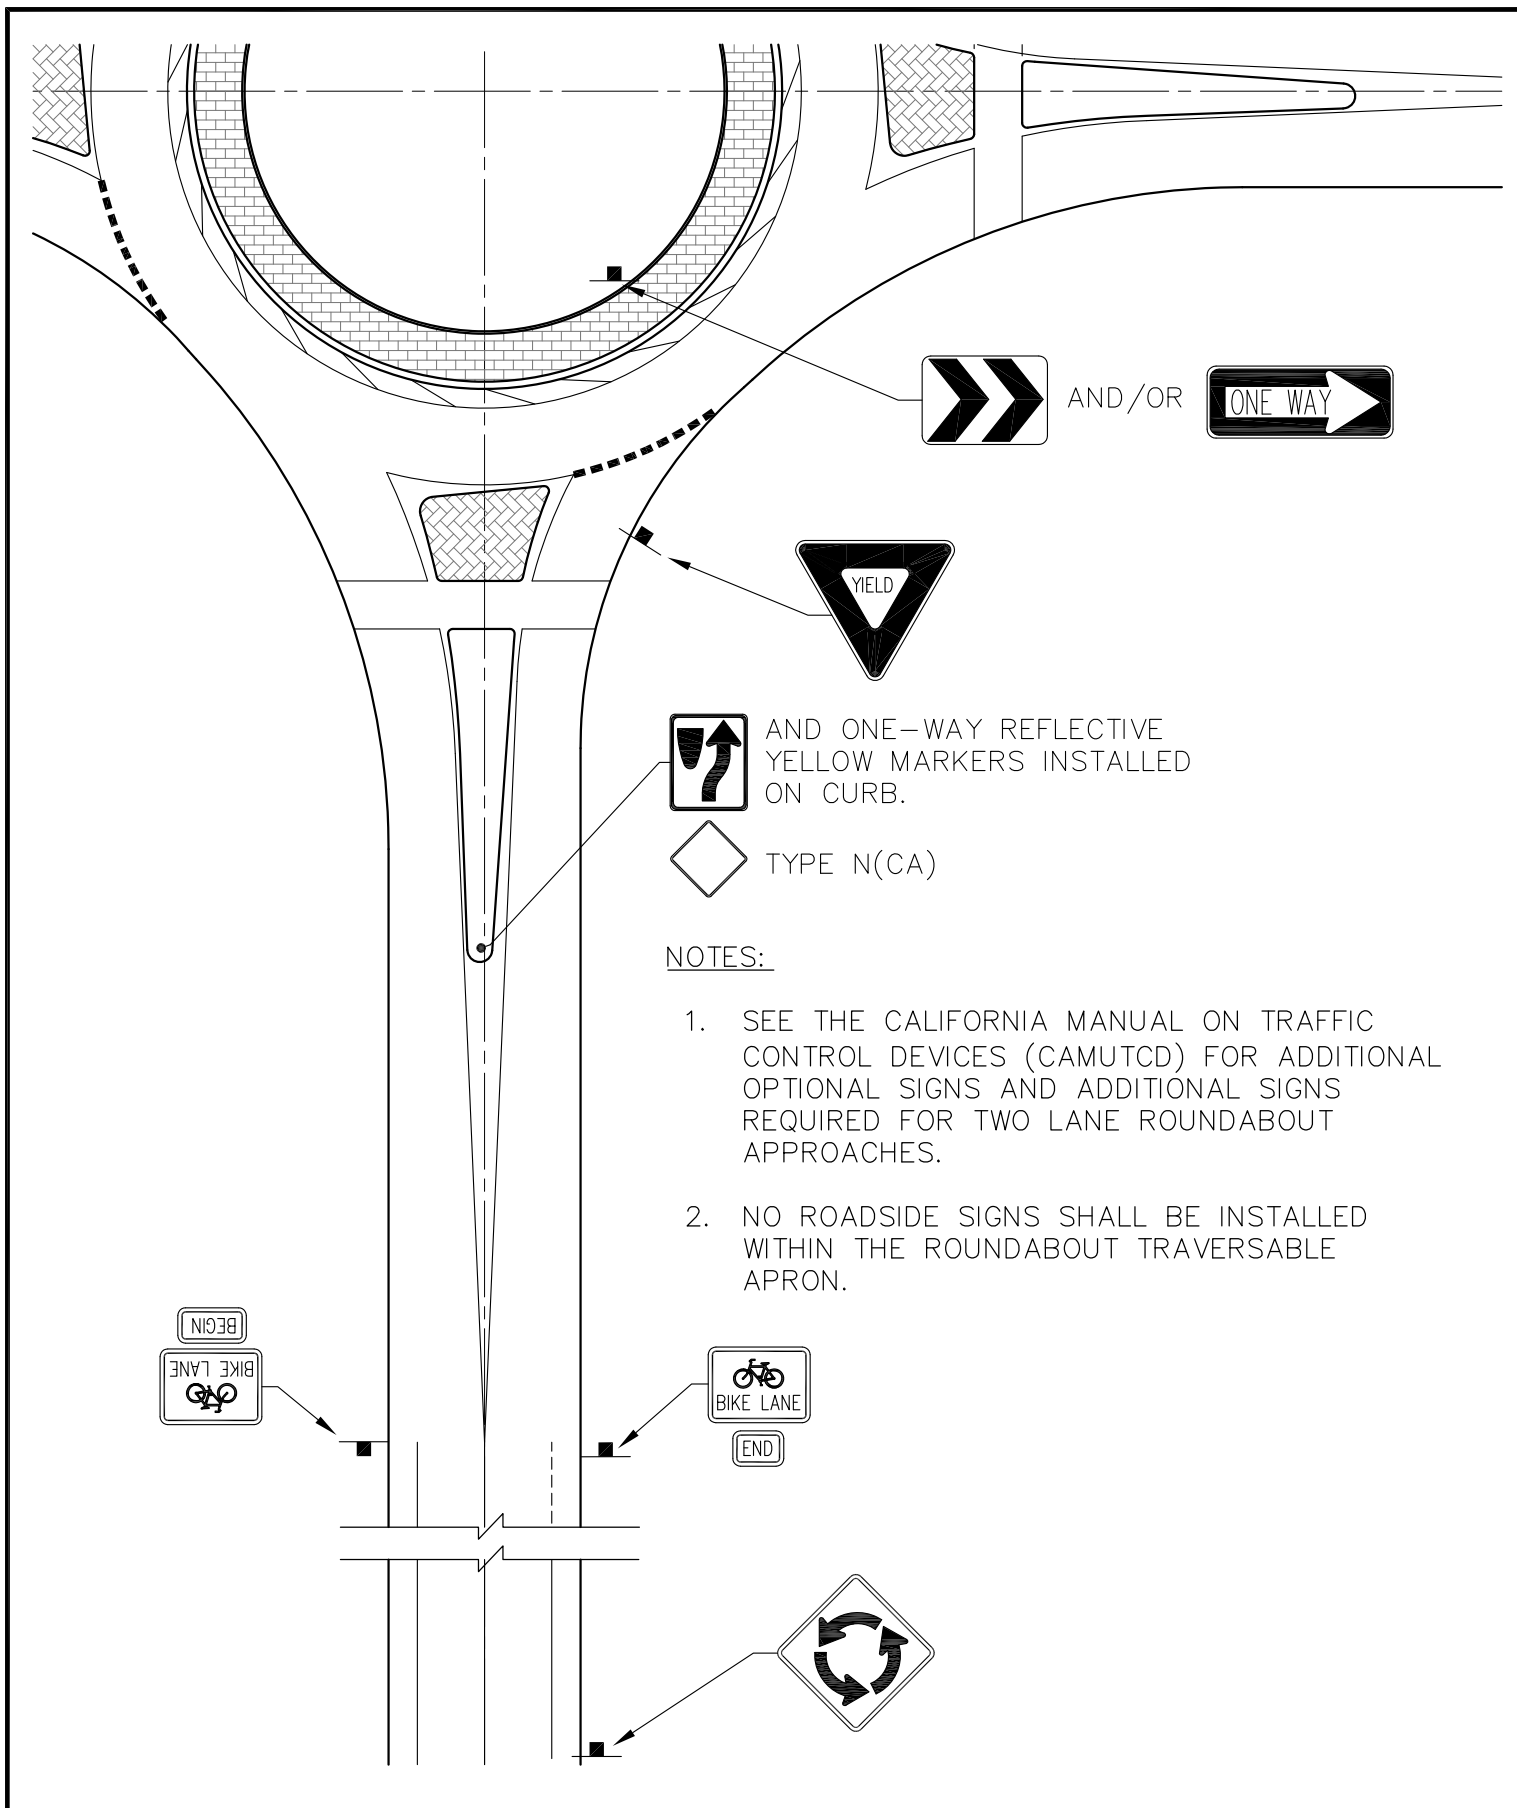 AND/OR
ONE WAY
YIELD
AND ONE-WAY REFLECTIVE
YELLOW MARKERS INSTALLED
ON CURB.
TYPE N(CA)
NOTES:
1. SEE THE CALIFORNIA MANUAL ON TRAFFIC
CONTROL DEVICES (CAMUTCD) FOR ADDITIONAL
OPTIONAL SIGNS AND ADDITIONAL SIGNS
REQUIRED FOR TWO LANE ROUNDABOUT
APPROACHES.
2. NO ROADSIDE SIGNS SHALL BE INSTALLED
WITHIN THE ROUNDABOUT TRAVERSABLE
APRON.
BEGIN
BIKE LANE
BIKE LANE
END